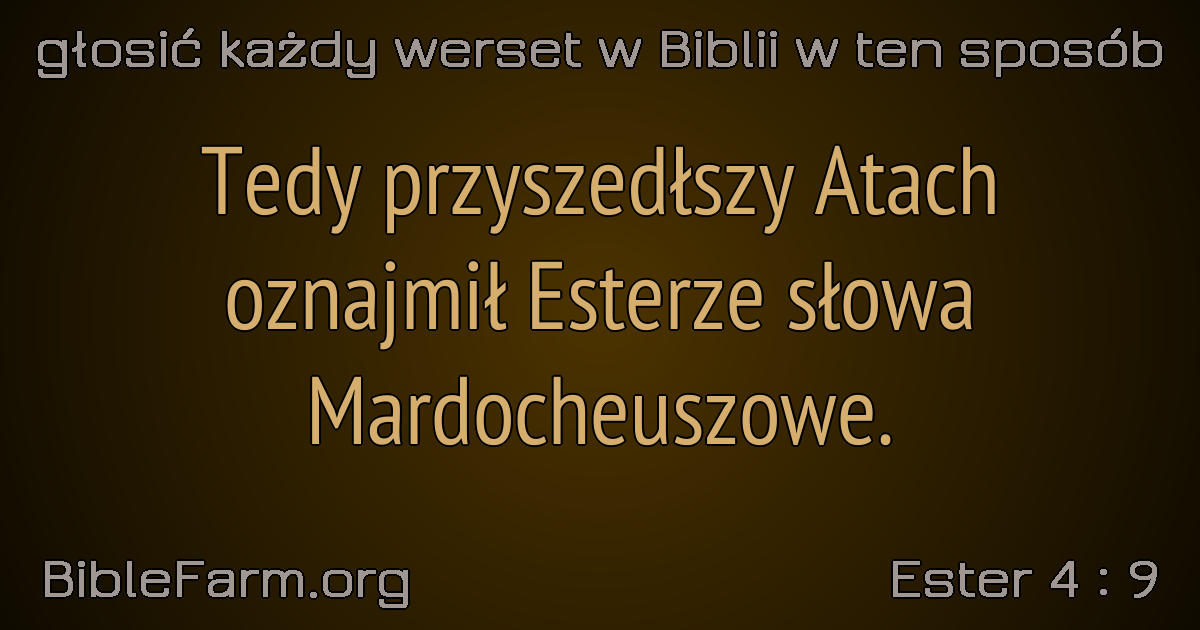 głosić każdy werset w Biblii w ten sposób
Tedy przyszedłszy Atach
oznajmił Esterze słowa
Mardocheuszowe.
BibleFarm.org
Ester 4 : 9